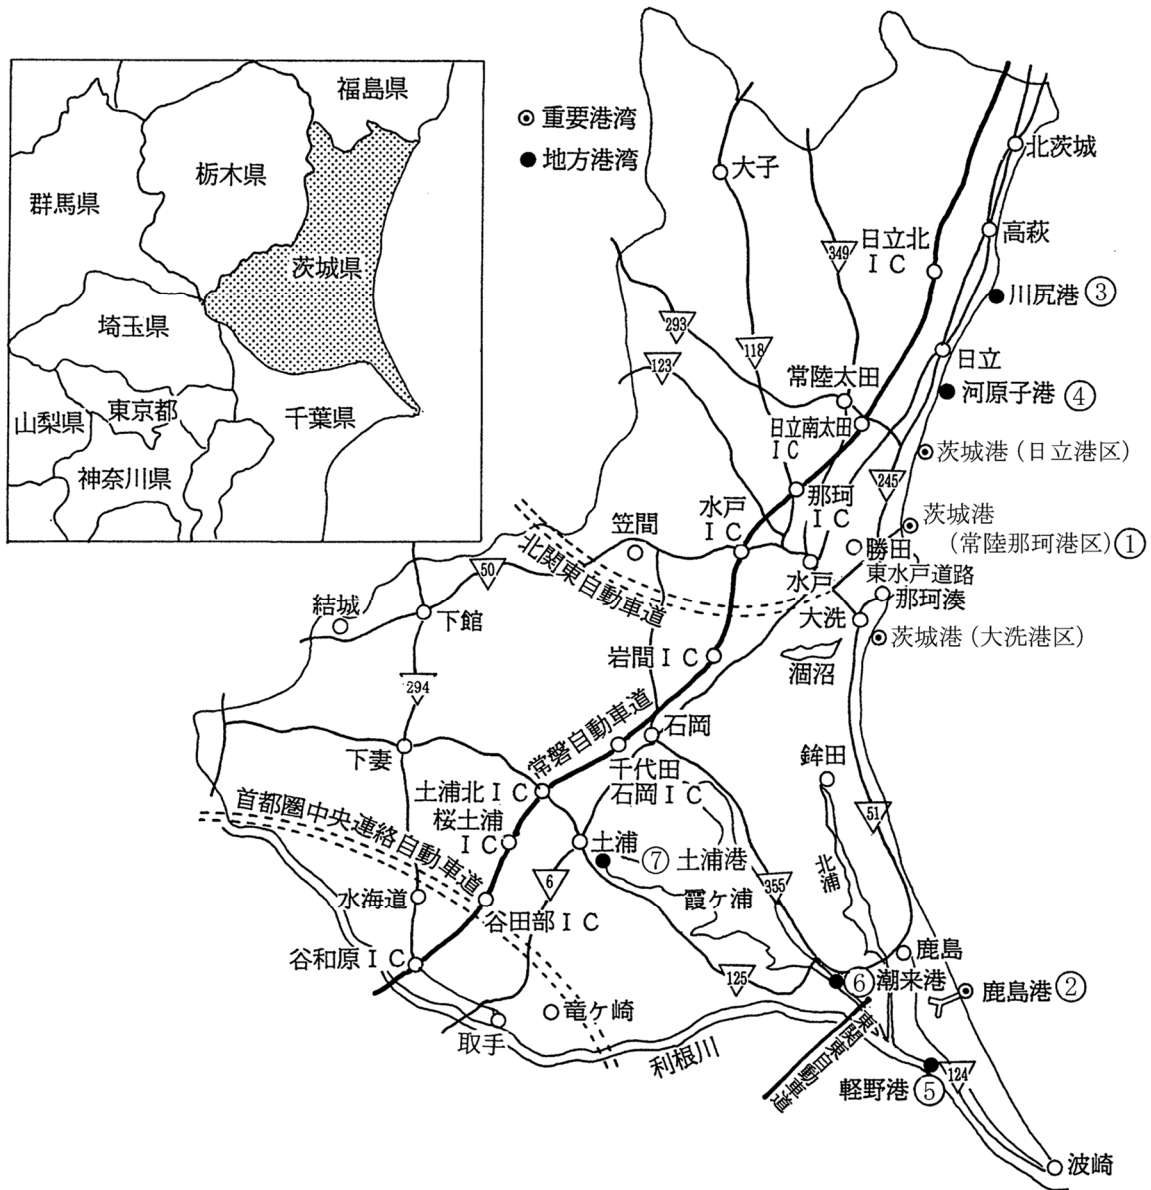 福島県
栃木県
群馬県
茨城県
埼玉県
東京都
山梨県
千葉県
神奈川県
重要港湾
地方港湾
大子
北茨城
高萩
349
日立北
ＩＣ
川尻港 ③
293
118
123
日立
常陸太田
河原子港 ④
日立南太田
ＩＣ
茨城港（日立港区）
245
水戸
ＩＣ
那珂
ＩＣ
茨城港
（常陸那珂港区）①
笠間
勝田
北関東自動車道
50
水戸
東水戸道路
那珂湊
結城
下館
大洗
茨城港（大洗港区）
岩間ＩＣ
涸沼
294
常磐自動車道
石岡
下妻
千代田
石岡ＩＣ
鉾田
土浦北ＩＣ
首都圏中央連絡自動車道
桜土浦
ＩＣ
51
土浦
⑦ 土浦港
北浦
6
355
霞ケ浦
水海道
谷田部ＩＣ
谷和原ＩＣ
鹿島
125
⑥潮来港
鹿島港 ②
竜ケ崎
取手
利根川
東関東自動車道
124
軽野港⑤
波崎